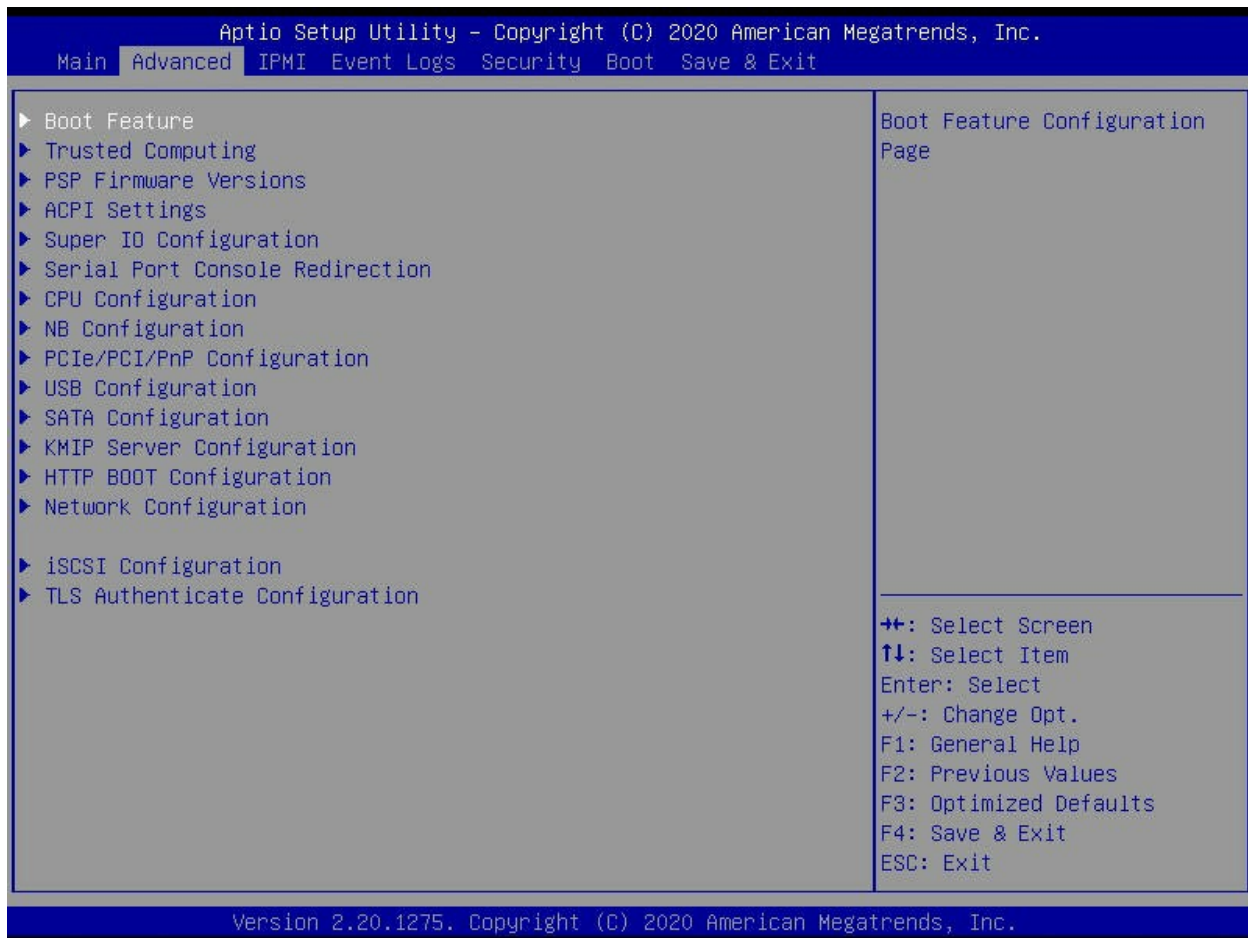 Aptio Setup Utility – Copyright (C) 2020 American Megatrends, Inc.
Main Advanced IPMI Event Logs Security Boot Save & Exit
▶ Boot Feature
▶ Trusted Computing
▶ PSP Firmware Versions
▶ ACPI Settings
▶ Super IO Configuration
▶ Serial Port Console Redirection
▶ CPU Configuration
▶ NB Configuration
▶ PCIe/PCI/PnP Configuration
▶ USB Configuration
▶ SATA Configuration
▶ KMIP Server Configuration
▶ HTTP BOOT Configuration
▶ Network Configuration
▶ iSCSI Configuration
▶ TLS Authenticate Configuration
Boot Feature Configuration
Page
→←: Select Screen
↑↓: Select Item
Enter: Select
+/-: Change Opt.
F1: General Help
F2: Previous Values
F3: Optimized Defaults
F4: Save & Exit
ESC: Exit
Version 2.20.1275. Copyright (C) 2020 American Megatrends, Inc.